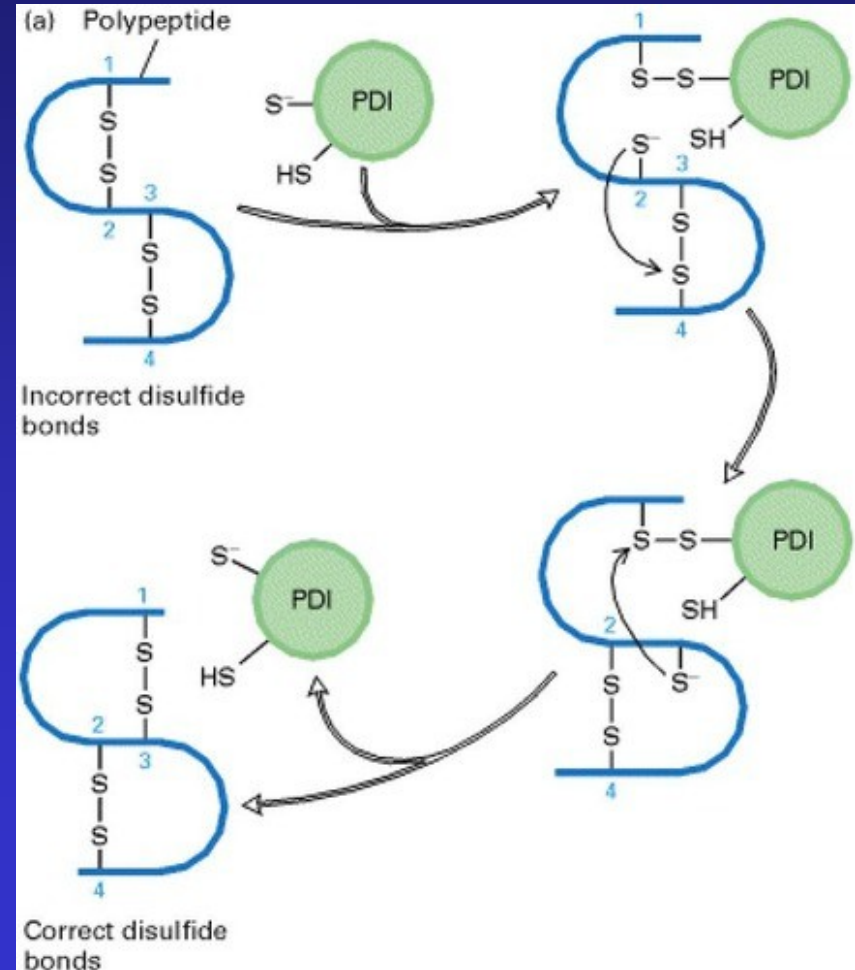 (a) Polypeptide
1
S
S
2
3
S
S
4
Incorrect disulfide
bonds
S⁻
PDI
HS
1
S—S
PDI
SH
S⁻
2
3
S
S
4
S—S
PDI
SH
2
S⁻
S
S
4
S⁻
PDI
HS
1
S
S
2
3
S
S
4
Correct disulfide
bonds